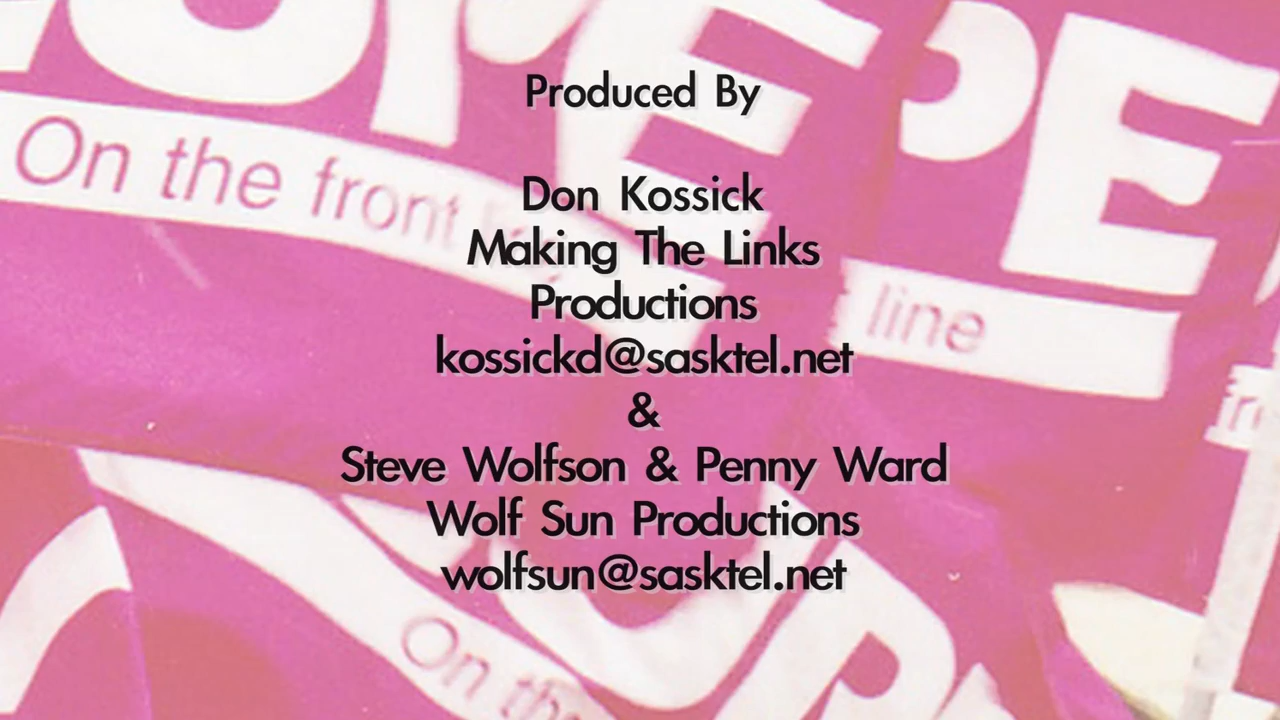 Produced By
Don Kossick
Making The Links
Productions
kossickd@sasktel.net
&
Steve Wolfson & Penny Ward
Wolf Sun Productions
wolfsun@sasktel.net
On the front
line
On the